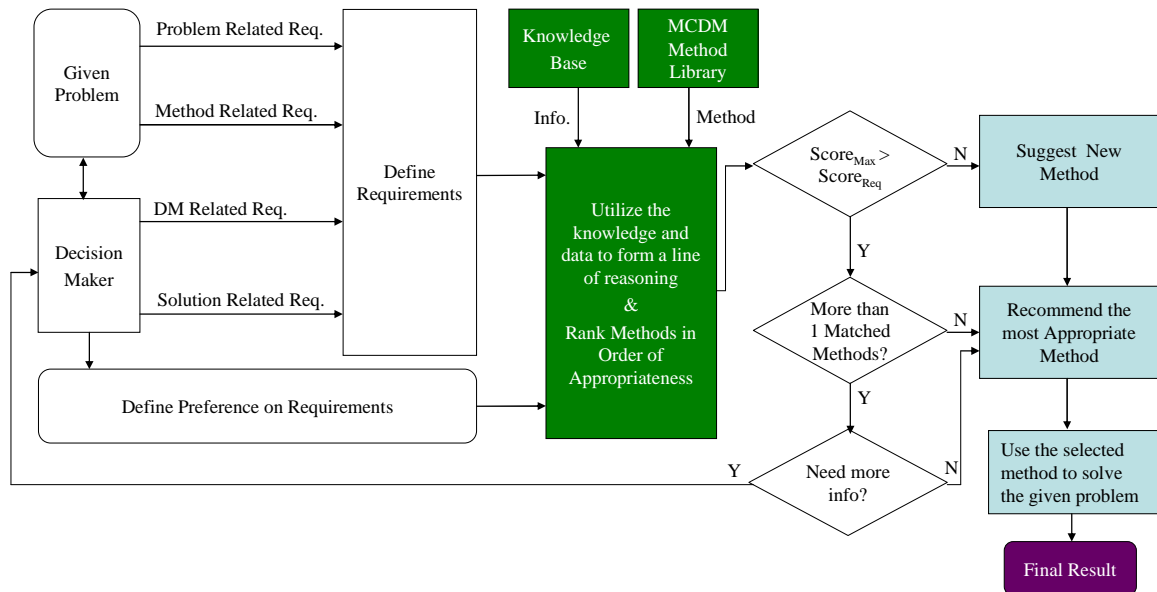 Given
Problem
Problem Related Req.
Method Related Req.
Decision
Maker
DM Related Req.
Solution Related Req.
Define
Requirements
Define Preference on Requirements
Knowledge
Base
MCDM
Method
Library
Info.
Method
Utilize the
knowledge and
data to form a line
of reasoning
&
Rank Methods in
Order of
Appropriateness
Score_Max >
Score_Req
N
Y
More than
1 Matched
Methods?
N
Y
Need more
info?
Y
N
Suggest New
Method
Recommend the
most Appropriate
Method
Use the selected
method to solve
the given problem
Final Result